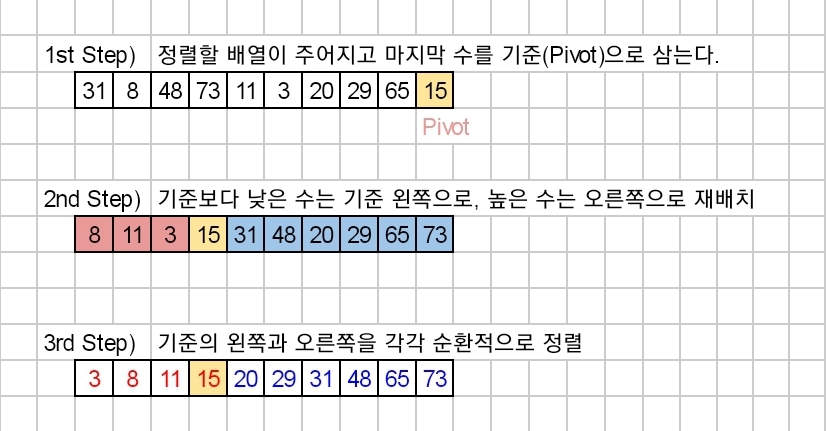 1st Step) 정렬할 배열이 주어지고 마지막 수를 기준(Pivot)으로 삼는다.
31 8 48 73 11 3 20 29 65 15
Pivot
2nd Step) 기준보다 낮은 수는 기준 왼쪽으로, 높은 수는 오른쪽으로 재배치
8 11 3 15 31 48 20 29 65 73
3rd Step) 기준의 왼쪽과 오른쪽을 각각 순환적으로 정렬
3 8 11 15 20 29 31 48 65 73